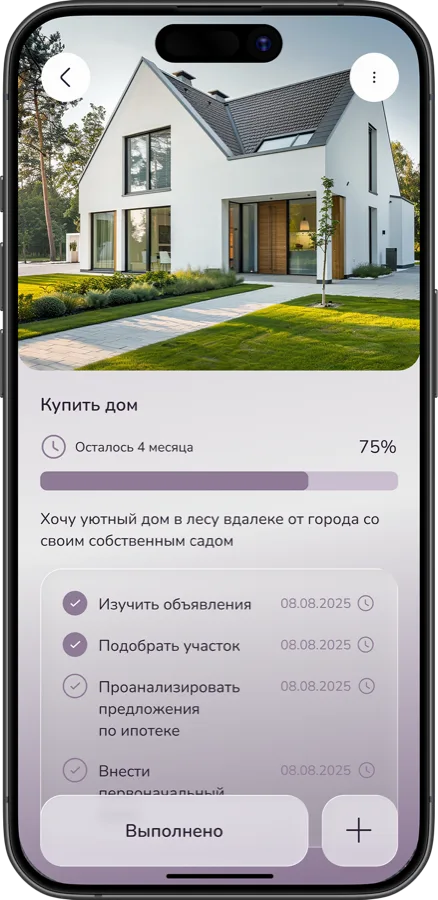 Купить дом
Осталось 4 месяца
75%
Хочу уютный дом в лесу вдалеке от города со
своим собственным садом
Изучить объявления
08.08.2025
Подобрать участок
08.08.2025
Проанализировать
08.08.2025
предложения
по ипотеке
Внести
08.08.2025
первоначальный
Выполнено